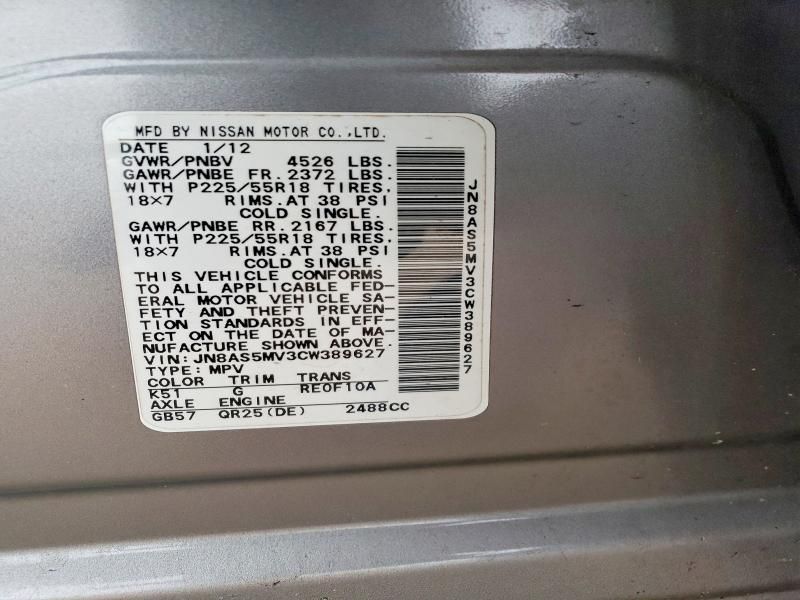 MFD BY NISSAN MOTOR CO.,LTD.
DATE 1/12
GVWR/PNBV 4526 LBS.
GAWR/PNBE FR. 2372 LBS.
WITH P225/55R18 TIRES.
18×7 RIMS.AT 38 PSI
COLD SINGLE.
GAWR/PNBE RR. 2167 LBS.
WITH P225/55R18 TIRES.
18×7 RIMS.AT 38 PSI
COLD SINGLE.
THIS VEHICLE CONFORMS
TO ALL APPLICABLE FED-
ERAL MOTOR VEHICLE SA-
FETY AND THEFT PREVEN-
TION STANDARDS IN EFF-
ECT ON THE DATE OF MA-
NUFACTURE SHOWN ABOVE.
VIN: JN8AS5MV3CW389627
TYPE: MPV
COLOR TRIM TRANS
K51 G RE0F10A
AXLE ENGINE
GB57 QR25(DE) 2488CC
JN8AS5MV3CW389627